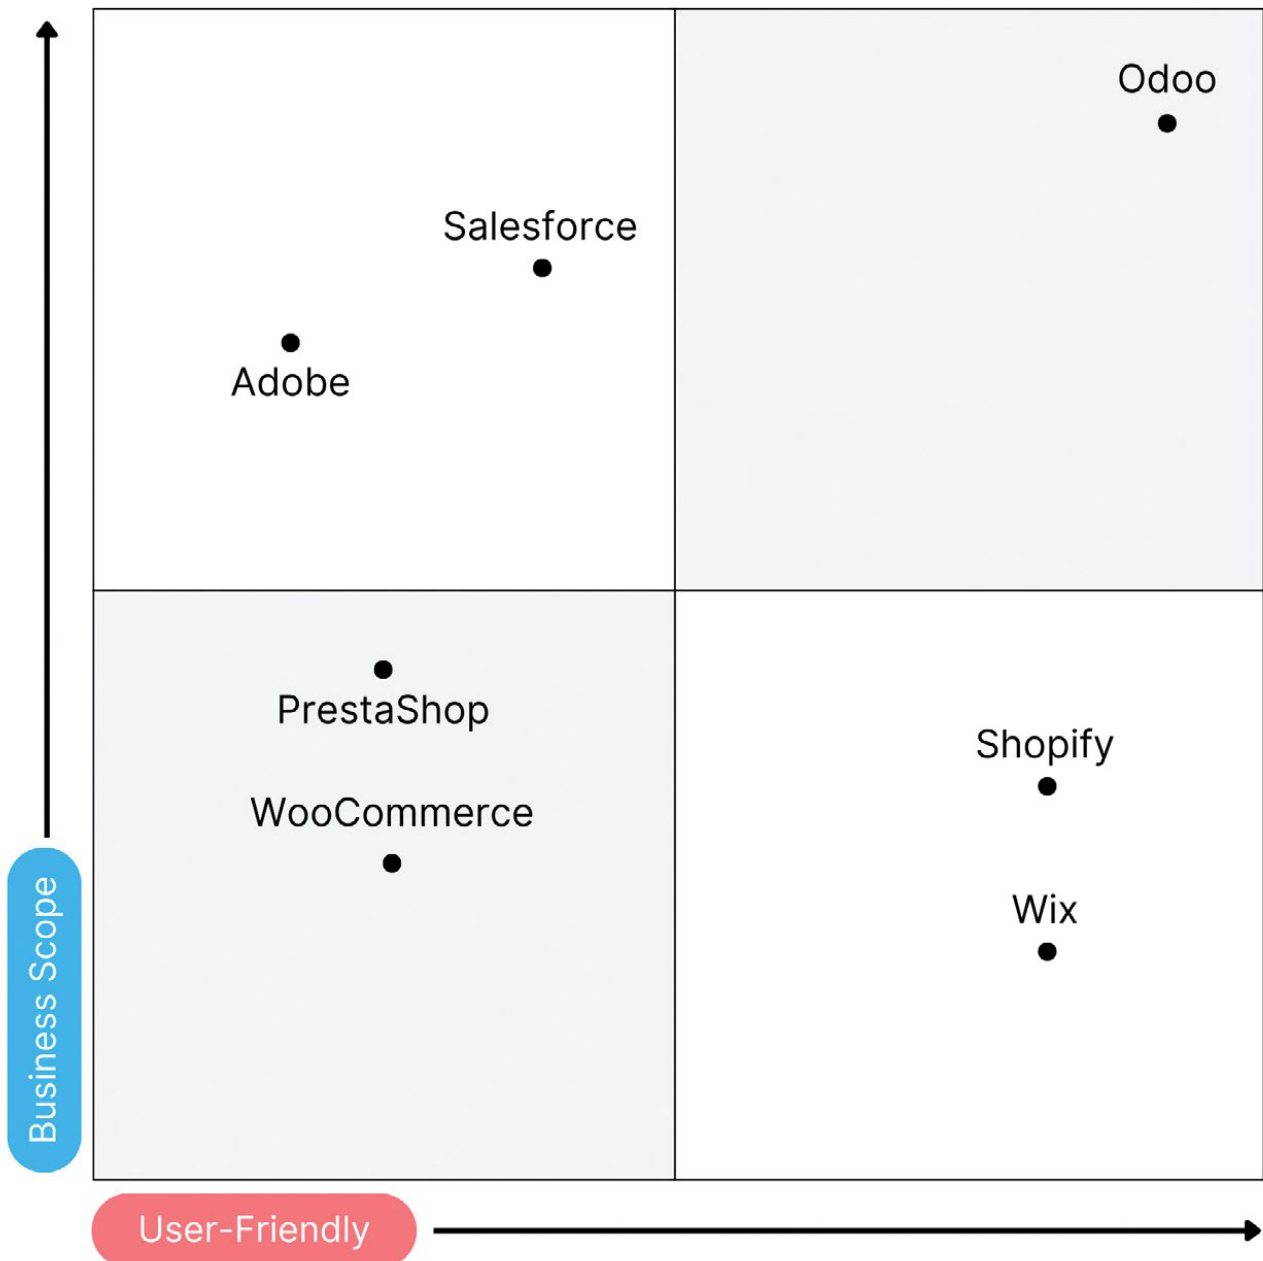 Odoo
Salesforce
Adobe
PrestaShop
Shopify
WooCommerce
Wix
Business Scope
User-Friendly